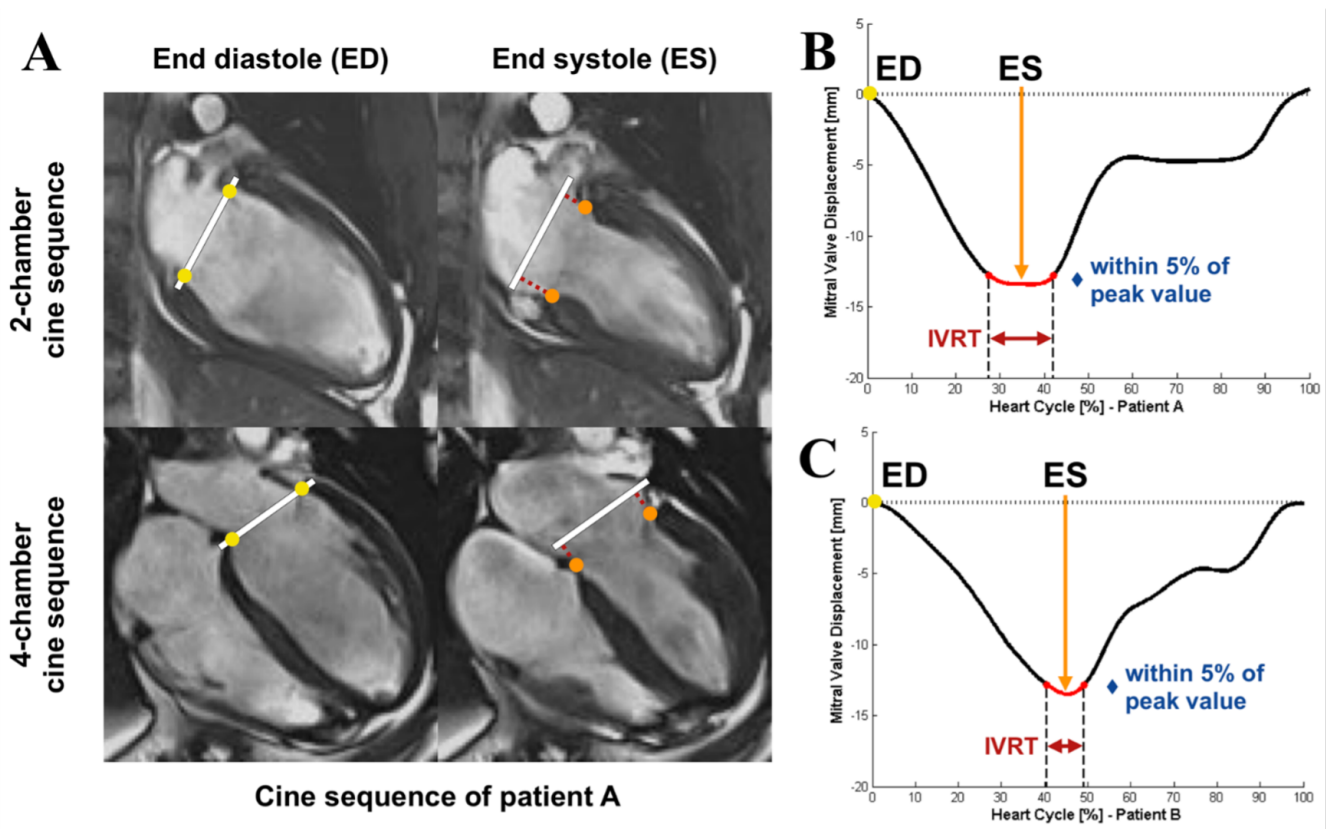 A
End diastole (ED)
End systole (ES)
2-chamber
cine sequence
4-chamber
cine sequence
Cine sequence of patient A
B
5
0
-5
-10
-15
-20
Mitral Valve Displacement [mm]
ED
ES
within 5% of
peak value
IVRT
0 10 20 30 40 50 60 70 80 90 100
Heart Cycle [%] - Patient A
C
5
0
-5
-10
-15
-20
Mitral Valve Displacement [mm]
ED
ES
within 5% of
peak value
IVRT
0 10 20 30 40 50 60 70 80 90 100
Heart Cycle [%] - Patient B